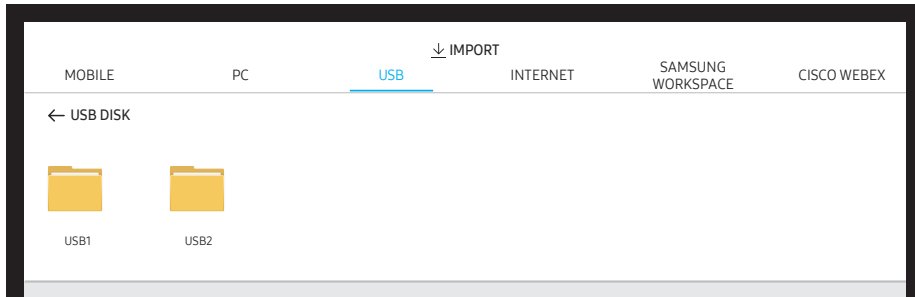 IMPORT
MOBILE
PC
USB
INTERNET
SAMSUNG
WORKSPACE
CISCO WEBEX
USB DISK
USB1
USB2